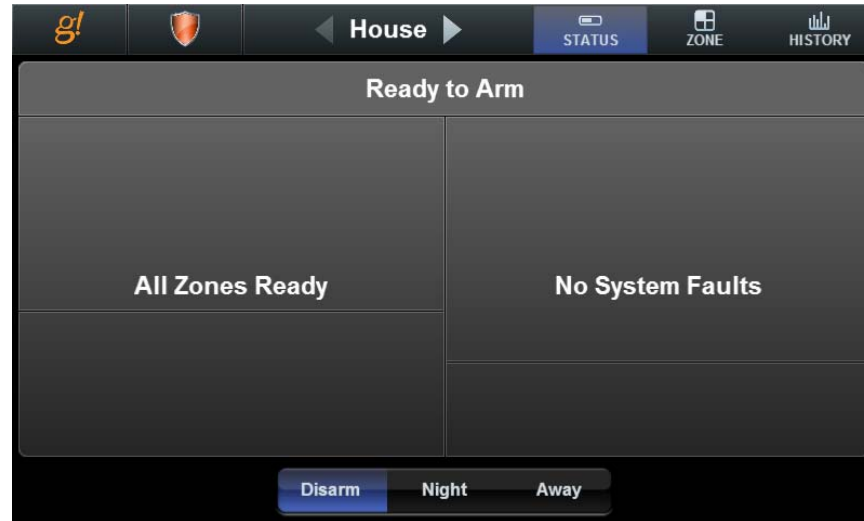 g!
House
STATUS
ZONE
HISTORY
Ready to Arm
All Zones Ready
No System Faults
Disarm
Night
Away